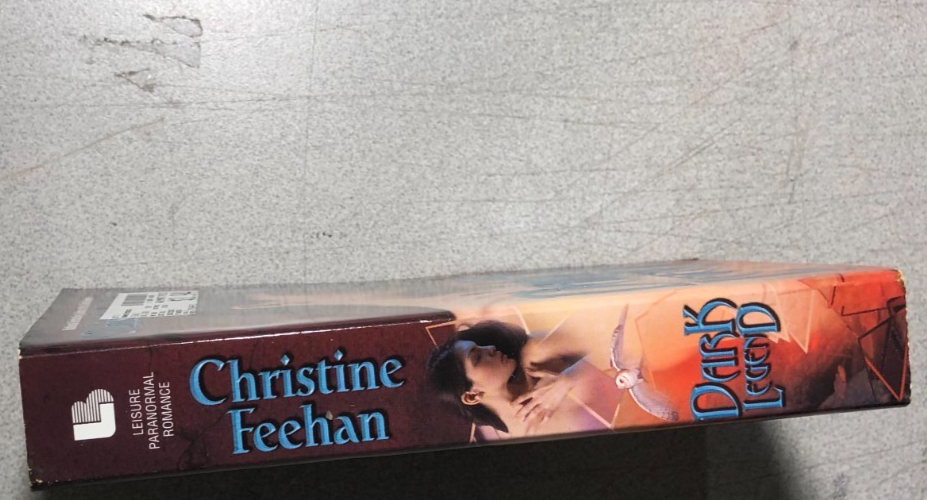 LEISURE
PARANORMAL
ROMANCE
Christine
Feehan
DARK
LEGEND